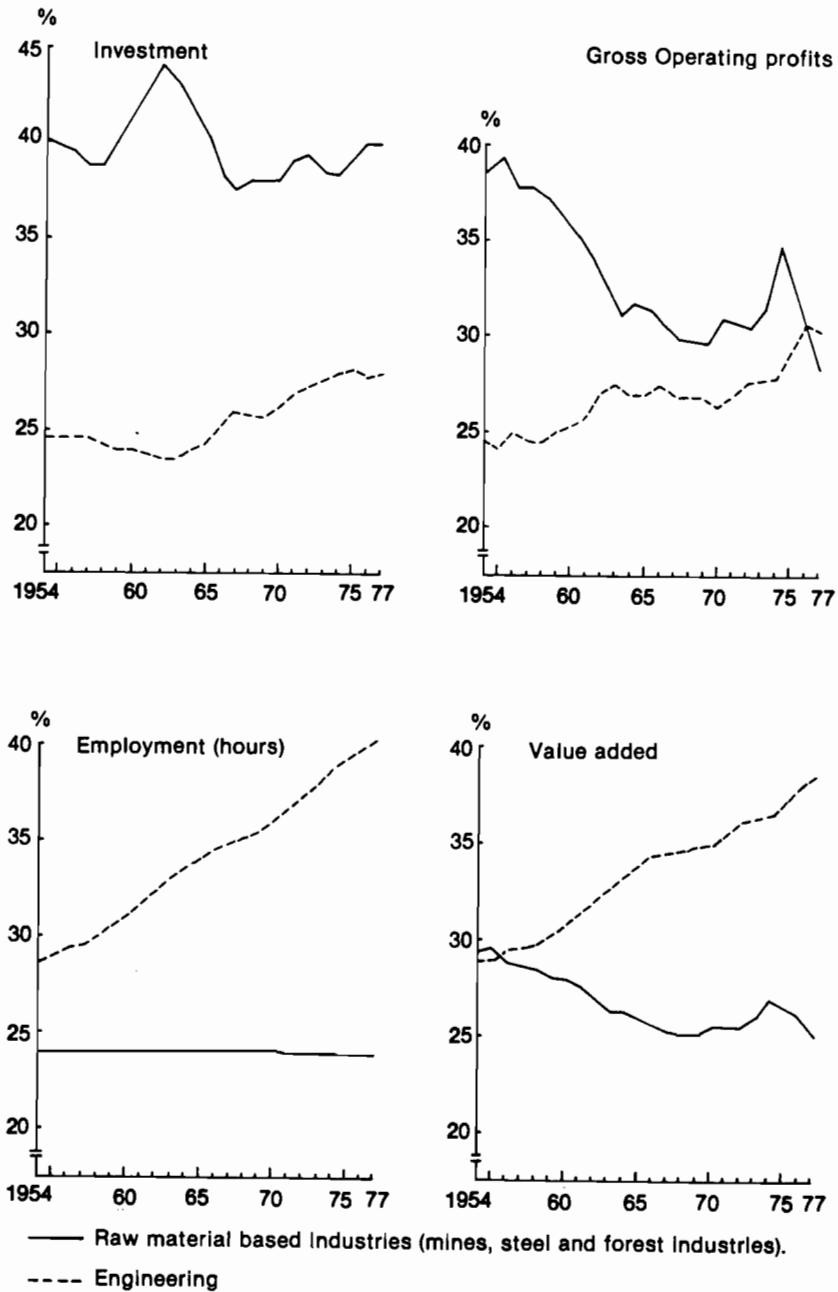 %
Investment
45
40
35
30
25
20
1954 60 65 70 75 77
Gross Operating profits
%
40
35
30
25
20
1954 60 65 70 75 77
%
Employment (hours)
40
35
30
25
20
1954 60 65 70 75 77
%
Value added
40
35
30
25
20
1954 60 65 70 75 77
Raw material based industries (mines, steel and forest industries).
Engineering